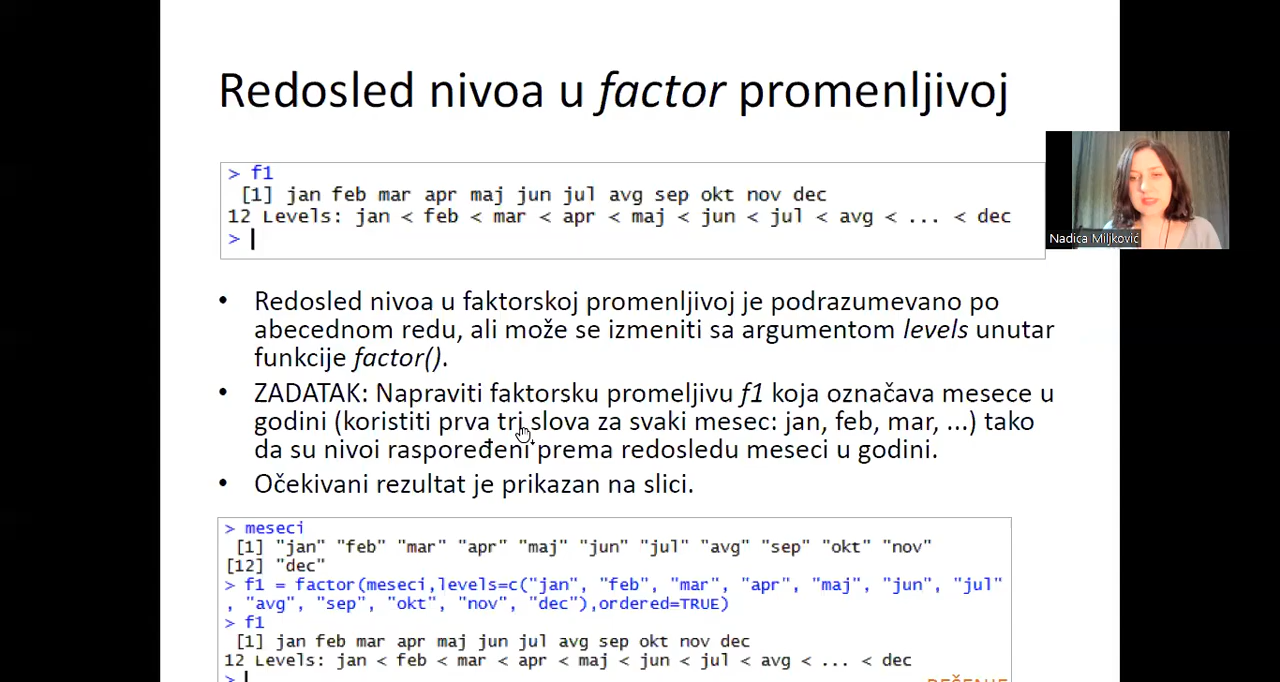 Redosled nivoa u factor promenljivoj
> f1
[1] jan feb mar apr maj jun jul avg sep okt nov dec
12 Levels: jan < feb < mar < apr < maj < jun < jul < avg < ... < dec
>
Nadica Miljković
• Redosled nivoa u faktorskoj promenljivoj je podrazumevano po
abecednom redu, ali može se izmeniti sa argumentom levels unutar
funkcije factor().
• ZADATAK: Napraviti faktorsku promeljivu f1 koja označava mesece u
godini (koristiti prva tri slova za svaki mesec: jan, feb, mar, ...) tako
da su nivoi raspoređeni prema redosledu meseci u godini.
• Očekivani rezultat je prikazan na slici.
> meseci
[1] "jan" "feb" "mar" "apr" "maj" "jun" "jul" "avg" "sep" "okt" "nov"
[12] "dec"
> f1 = factor(meseci,levels=c("jan", "feb", "mar", "apr", "maj", "jun", "jul"
, "avg", "sep", "okt", "nov", "dec"),ordered=TRUE)
> f1
[1] jan feb mar apr maj jun jul avg sep okt nov dec
12 Levels: jan < feb < mar < apr < maj < jun < jul < avg < ... < dec
>